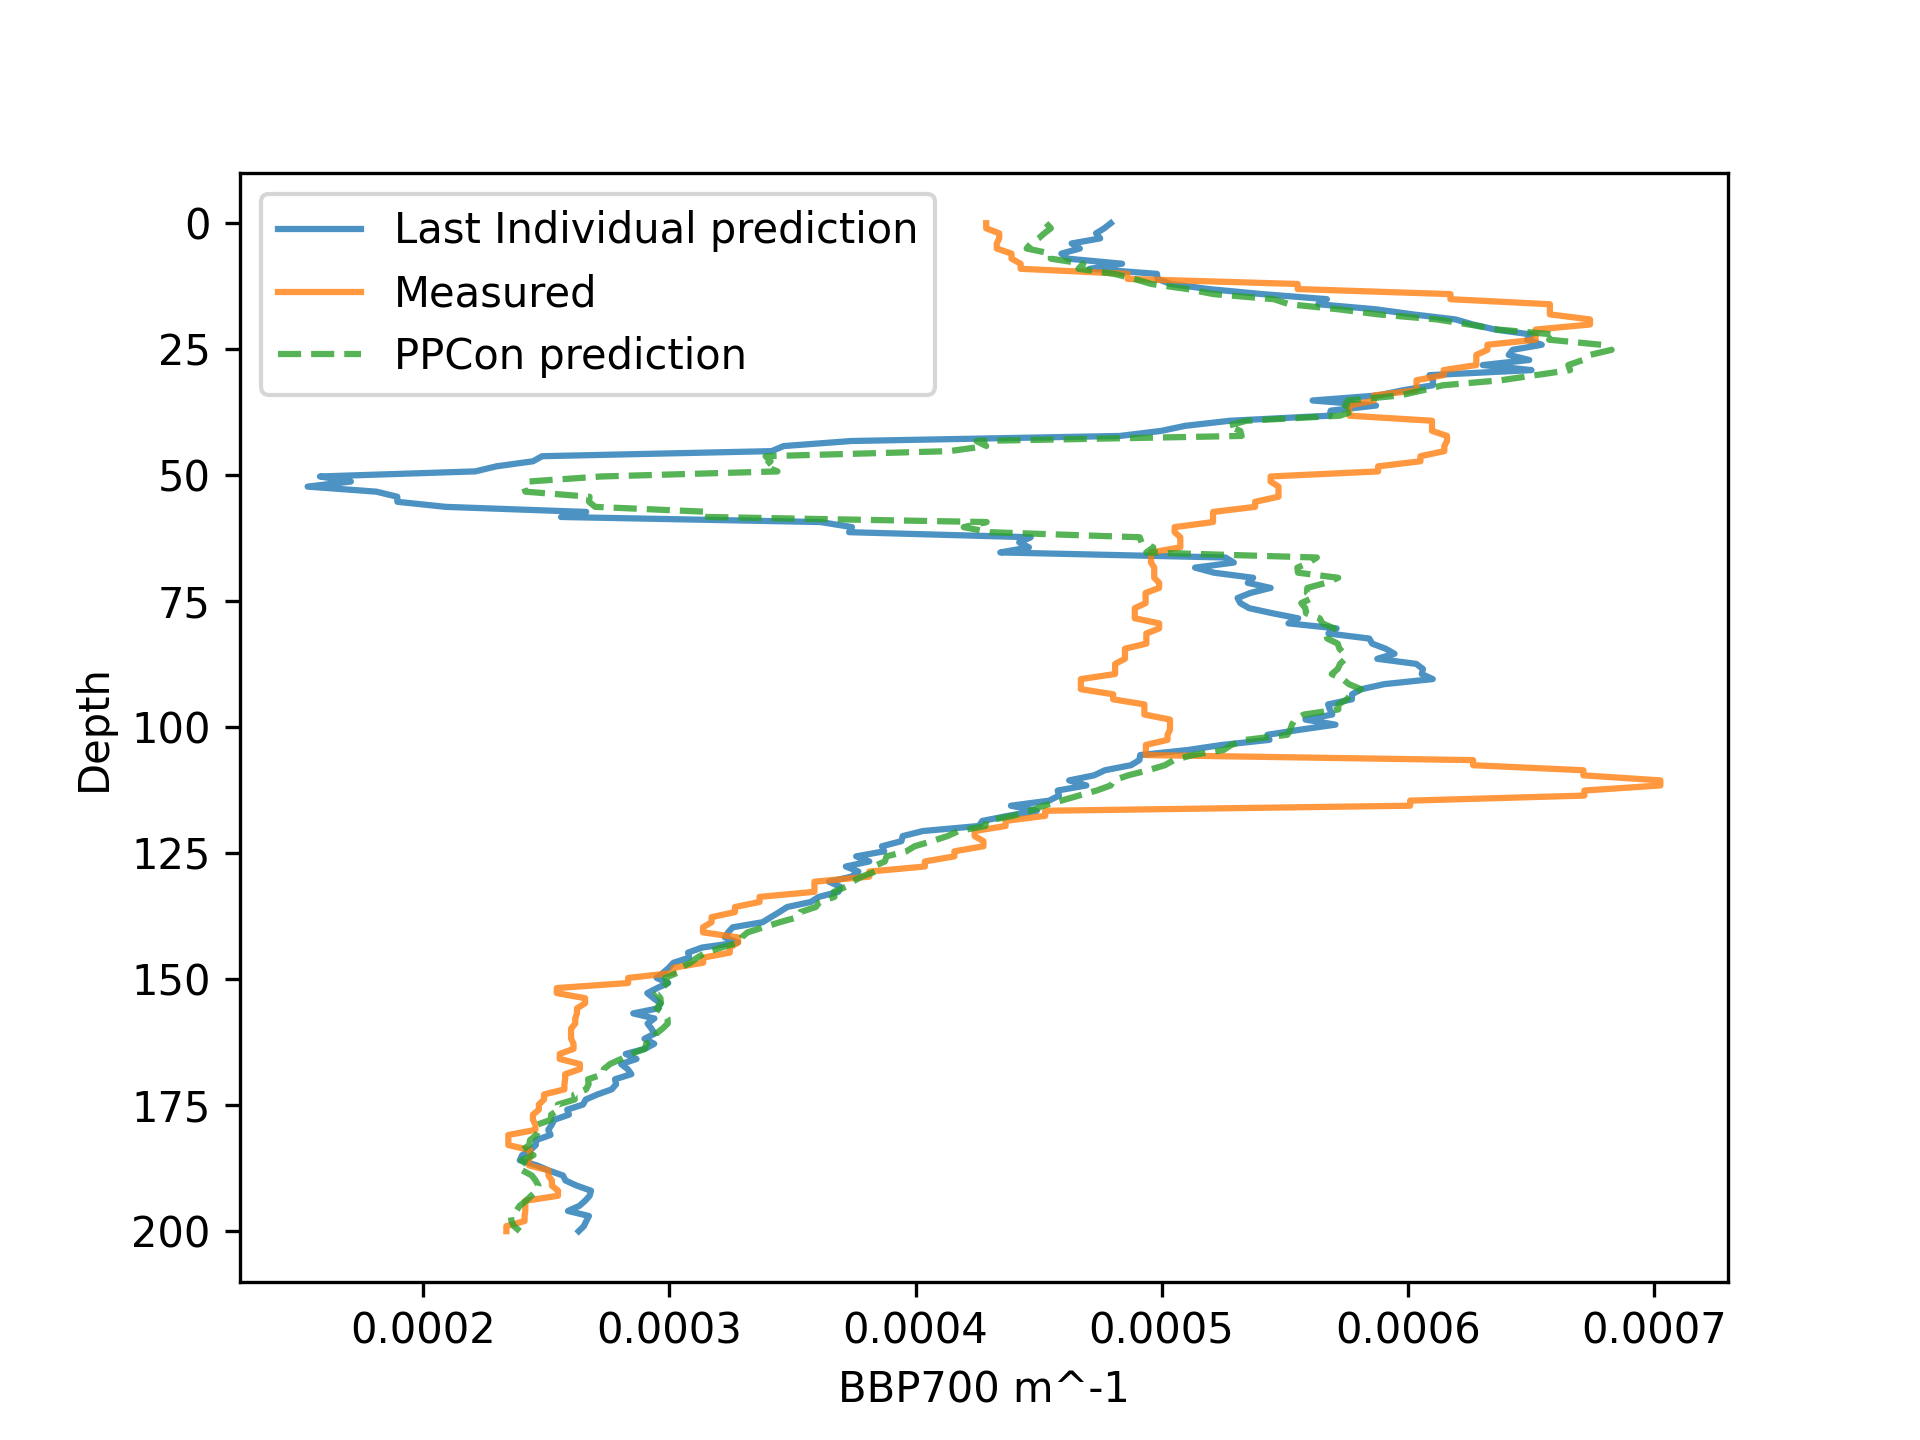 Last Individual prediction
Measured
PPCon prediction
0
25
50
75
100
125
150
175
200
Depth
0.0002 0.0003 0.0004 0.0005 0.0006 0.0007
BBP700 m^-1